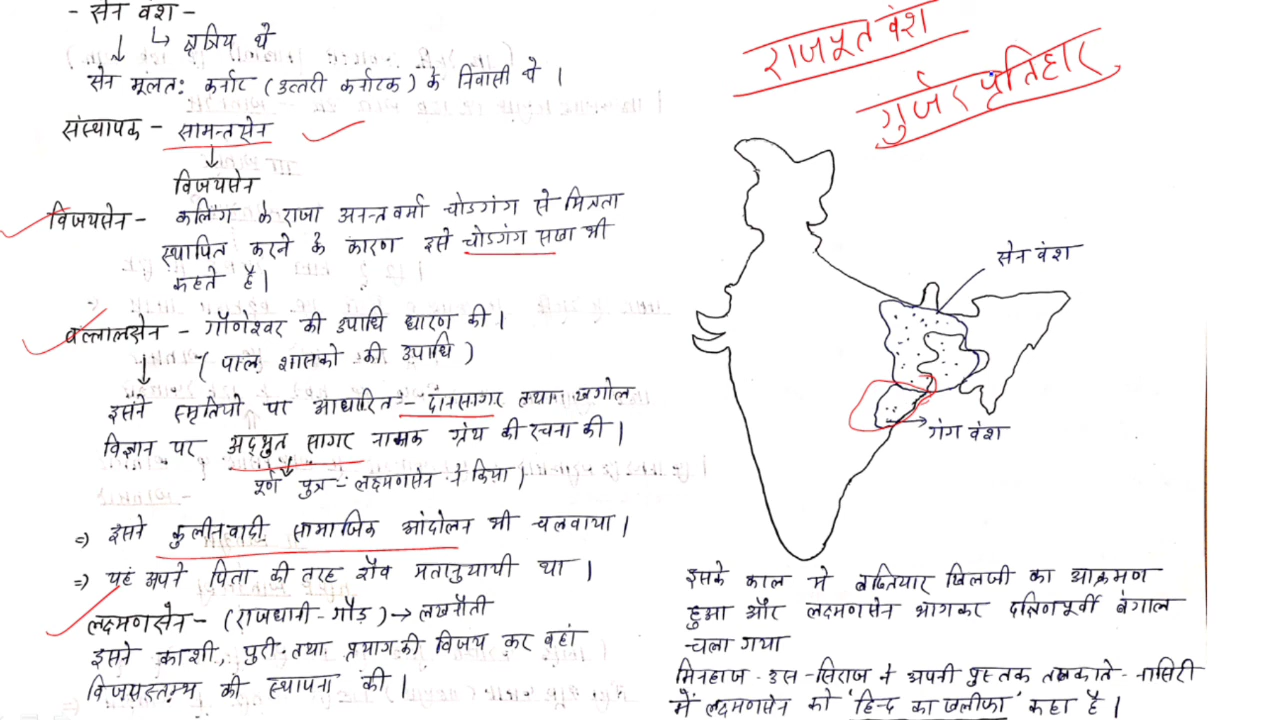 - सेन वंश -
↓ ↳ क्षत्रिय थे
सेन मूलतः कर्नाट (उत्तरी कर्नाटक) के निवासी थे |
संस्थापक - सामन्तसेन
↓
विजयसेन
विजयसेन - कलिंग के राजा अनन्तवर्मा चोडगंग से मित्रता
स्थापित करने के कारण इसे चोडगंग सखा भी
कहते है |
बल्लालसेन - गौणेश्वर की उपाधि धारण की |
↓ (पाल शासको की उपाधि)
इसने स्मृतियो पर आधारित - दानसागर तथा खगोल
विज्ञान पर अद्भुत सागर नामक ग्रंथ की रचना की |
पूर्ण पुत्र - लक्ष्मणसेन ने किया |
⇒ इसने कुलीनवादी सामाजिक आंदोलन भी चलवाया |
⇒ यह अपने पिता की तरह शैव मतानुयायी था |
लक्ष्मणसेन - (राजधानी - गौड़) → लखनौती
इसने काशी, पुरी तथा प्रयाग की विजय कर वहां
विजयस्तम्भ की स्थापना की |
राजपूत वंश
गुर्जर प्रतिहार
सेन वंश
→ गंग वंश
इसके काल मे बख्तियार खिलजी का आक्रमण
हुआ और लक्ष्मणसेन भागकर दक्षिणपूर्वी बंगाल
चला गया
मिनहाज - उस - सिराज ने अपनी पुस्तक तबकाते - नासिरी
में लक्ष्मणसेन को 'हिन्द का खलीफा' कहा है |